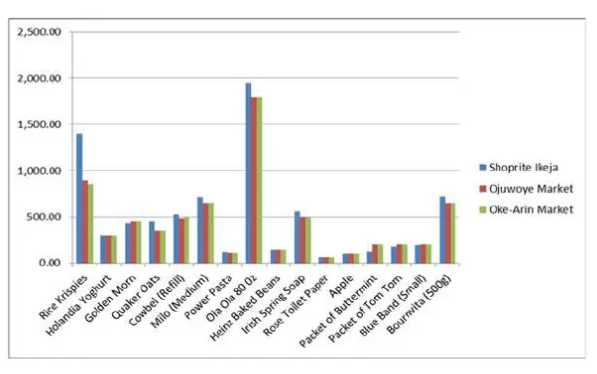 2,500.00
2,000.00
1,500.00
1,000.00
500.00
0.00
Rice Krispies
Holandia Yoghurt
Golden Morn
Quaker Oats
Cowbel (Refill)
Milo (Medium)
Power Pasta
Ola Ola 80 Oz
Heinz Baked Beans
Irish Spring Soap
Rose Toilet Paper
Apple
Packet of Buttermint
Packet of Tom Tom
Blue Band (Small)
Bournvita (500g)
Shoprite Ikeja
Ojuwoye Market
Oke-Arin Market